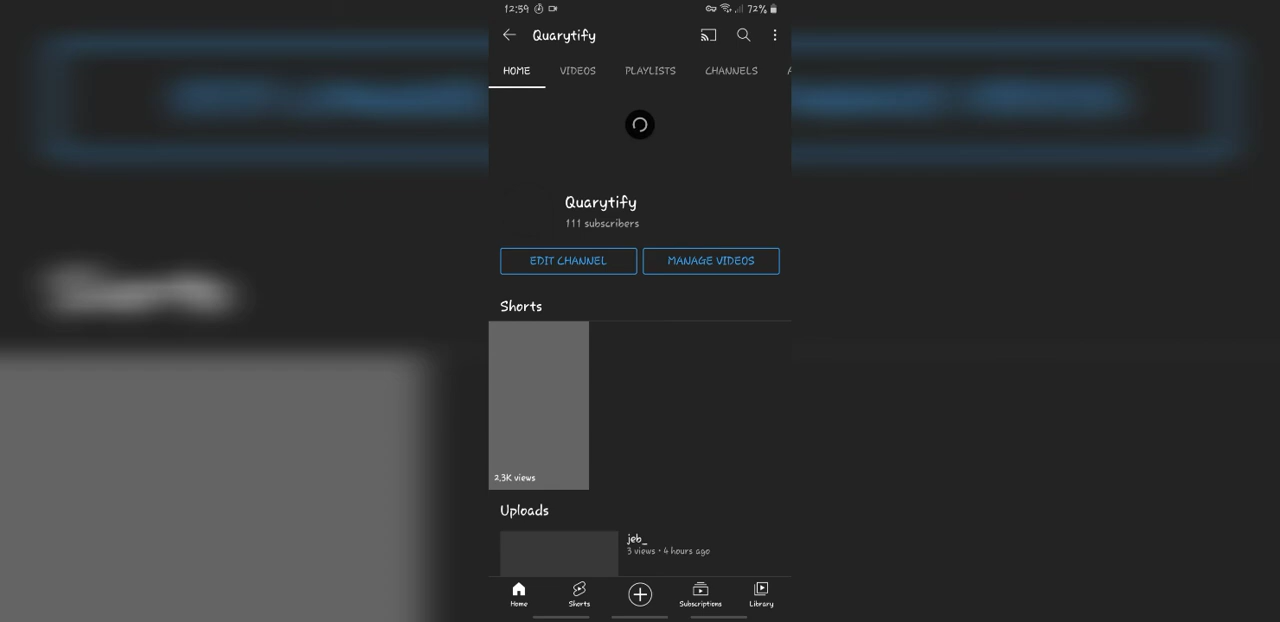 12:59 72%
Quarytify
HOME VIDEOS PLAYLISTS CHANNELS A
Quarytify
111 subscribers
EDIT CHANNEL MANAGE VIDEOS
Shorts
2.3K views
Uploads
jeb_
3 views • 4 hours ago
Home Shorts Subscriptions Library